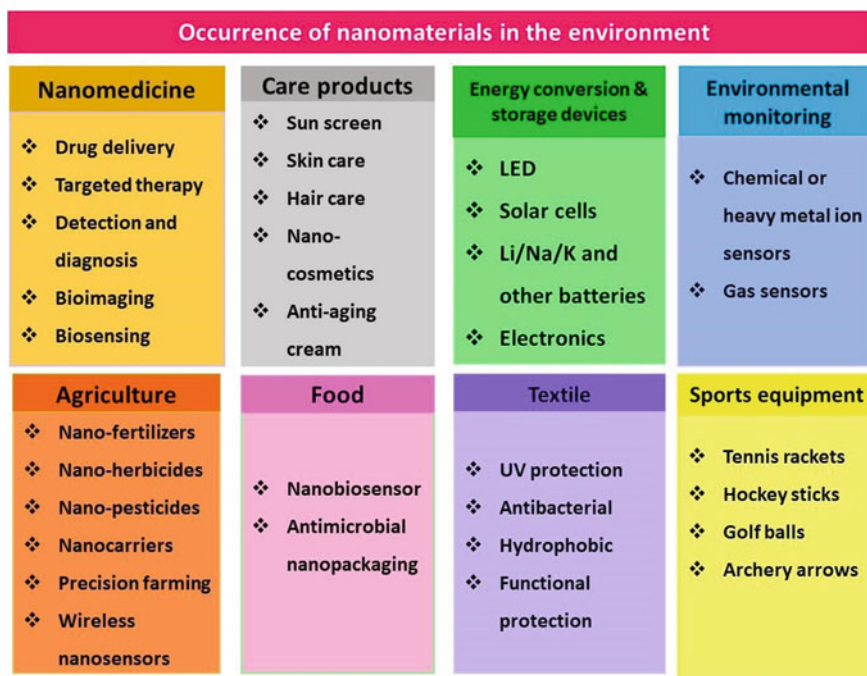 Occurrence of nanomaterials in the environment
Nanomedicine
❖ Drug delivery
❖ Targeted therapy
❖ Detection and
diagnosis
❖ Bioimaging
❖ Biosensing
Care products
❖ Sun screen
❖ Skin care
❖ Hair care
❖ Nano-
cosmetics
❖ Anti-aging
cream
Energy conversion &
storage devices
❖ LED
❖ Solar cells
❖ Li/Na/K and
other batteries
❖ Electronics
Environmental
monitoring
❖ Chemical or
heavy metal ion
sensors
❖ Gas sensors
Agriculture
❖ Nano-fertilizers
❖ Nano-herbicides
❖ Nano-pesticides
❖ Nanocarriers
❖ Precision farming
❖ Wireless
nanosensors
Food
❖ Nanobiosensor
❖ Antimicrobial
nanopackaging
Textile
❖ UV protection
❖ Antibacterial
❖ Hydrophobic
❖ Functional
protection
Sports equipment
❖ Tennis rackets
❖ Hockey sticks
❖ Golf balls
❖ Archery arrows